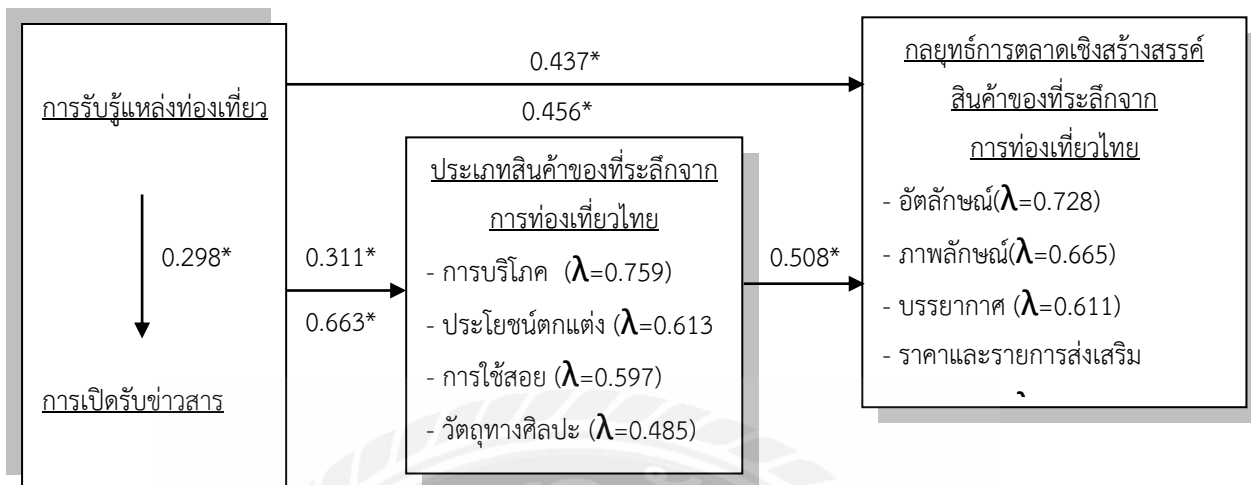 การรับรู้แหล่งท่องเที่ยว
0.298*
การเปิดรับข่าวสาร
0.437*
0.456*
0.311*
0.663*
ประเภทสินค้าของที่ระลึกจาก
การท่องเที่ยวไทย
- การบริโภค (λ=0.759)
- ประโยชน์ตกแต่ง (λ=0.613
- การใช้สอย (λ=0.597)
- วัตถุทางศิลปะ (λ=0.485)
0.508*
กลยุทธ์การตลาดเชิงสร้างสรรค์
สินค้าของที่ระลึกจาก
การท่องเที่ยวไทย
- อัตลักษณ์(λ=0.728)
- ภาพลักษณ์(λ=0.665)
- บรรยากาศ (λ=0.611)
- ราคาและรายการส่งเสริม